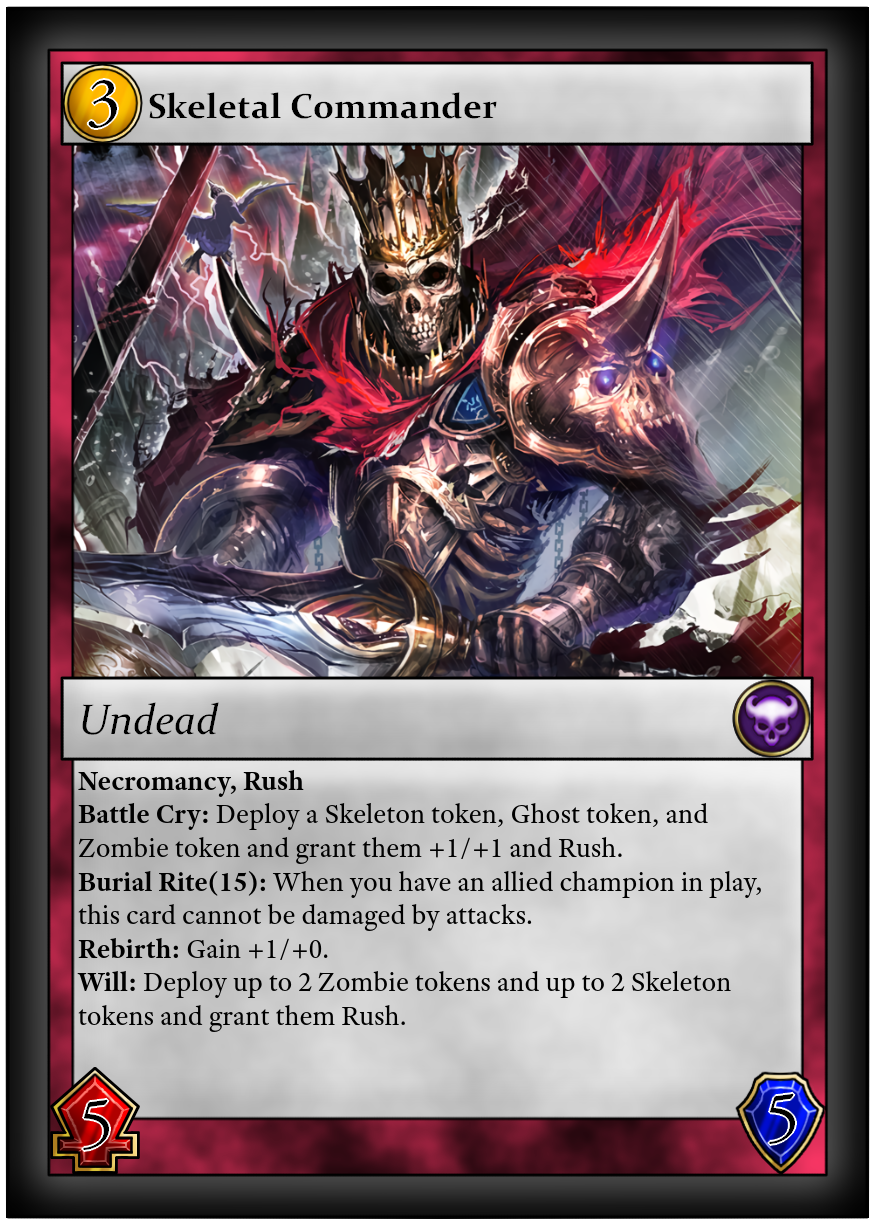 3 Skeletal Commander
Undead
Necromancy, Rush
Battle Cry: Deploy a Skeleton token, Ghost token, and
Zombie token and grant them +1/+1 and Rush.
Burial Rite(15): When you have an allied champion in play,
this card cannot be damaged by attacks.
Rebirth: Gain +1/+0.
Will: Deploy up to 2 Zombie tokens and up to 2 Skeleton
tokens and grant them Rush.
5 5